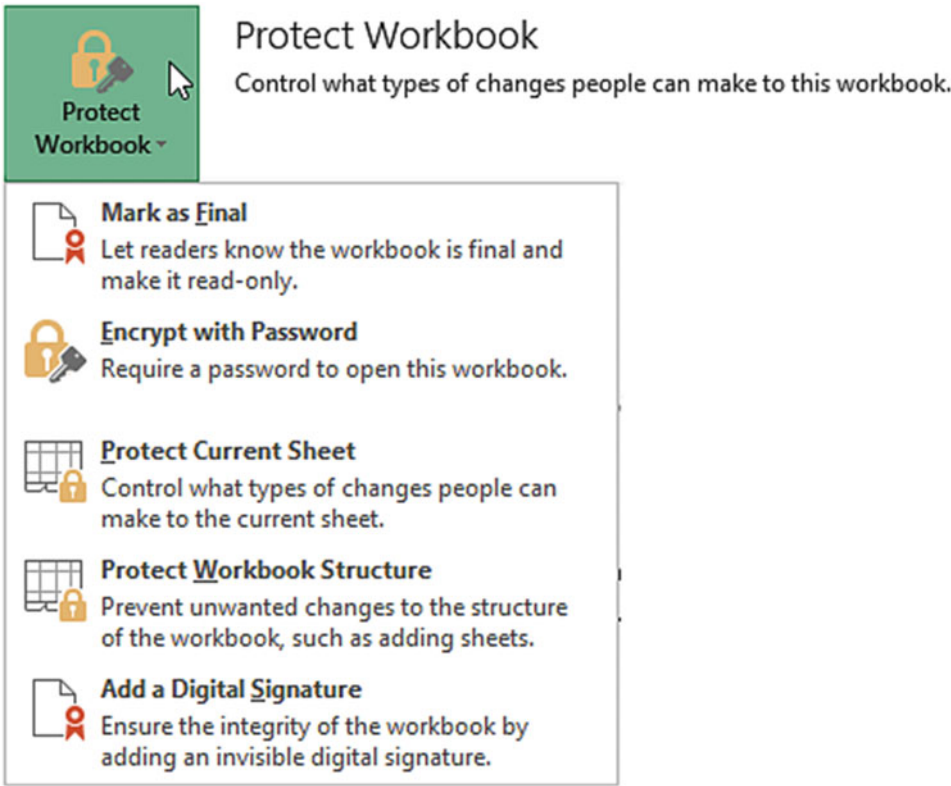 Protect Workbook
Control what types of changes people can make to this workbook.
Protect
Workbook
Mark as Final
Let readers know the workbook is final and
make it read-only.
Encrypt with Password
Require a password to open this workbook.
Protect Current Sheet
Control what types of changes people can
make to the current sheet.
Protect Workbook Structure
Prevent unwanted changes to the structure
of the workbook, such as adding sheets.
Add a Digital Signature
Ensure the integrity of the workbook by
adding an invisible digital signature.